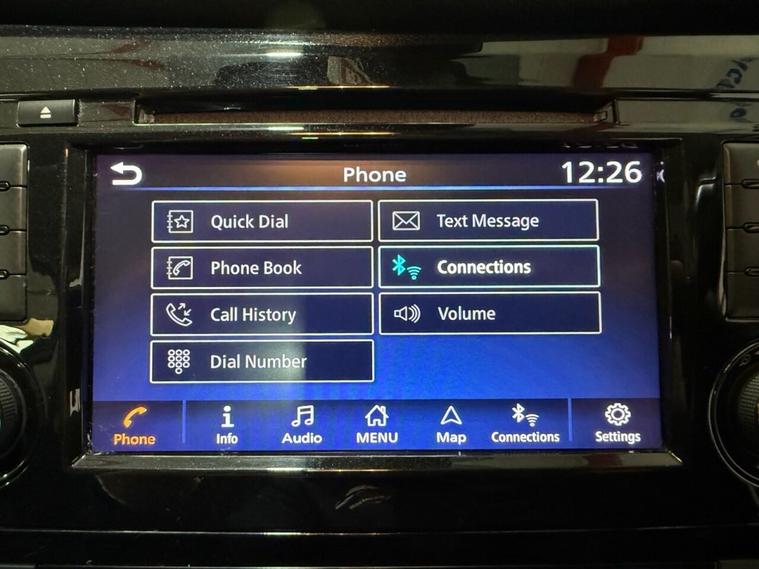 Phone
12:26
Quick Dial
Text Message
Phone Book
Connections
Call History
Volume
Dial Number
Phone
Info
Audio
MENU
Map
Connections
Settings